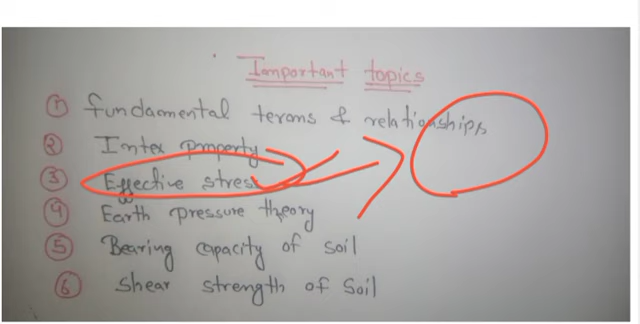 Important topics
① fundamental terms & relationships
② Intex property
③ Effective stress
④ Earth pressure theory
⑤ Bearing capacity of soil
⑥ Shear strength of Soil